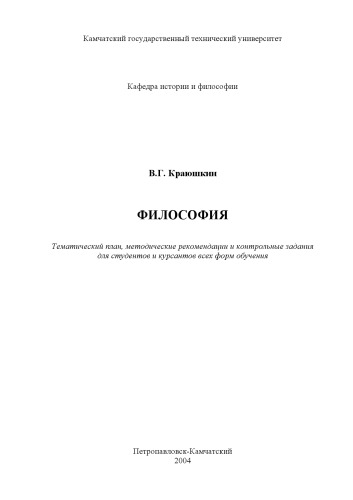 Камчатский государственный технический университет
Кафедра истории и философии
В.Г. Краюшкин
ФИЛОСОФИЯ
Тематический план, методические рекомендации и контрольные задания
для студентов и курсантов всех форм обучения
Петропавловск-Камчатский
2004